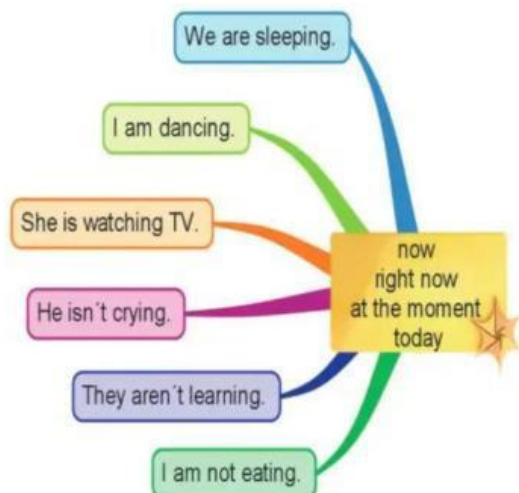 We are sleeping.
I am dancing.
She is watching TV.
now
right now
at the moment
today
He isn´t crying.
They aren´t learning.
I am not eating.